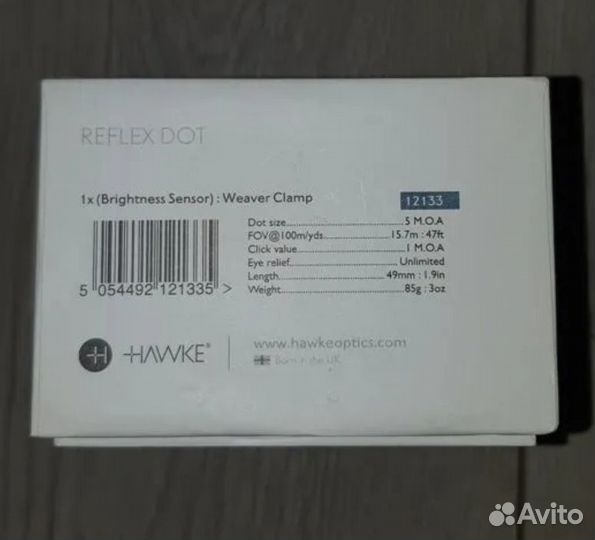 REFLEX DOT
1x (Brightness Sensor) : Weaver Clamp
12133
Dot size 5 M.O.A
FOV@100m/yds 15.7m : 47ft
Click value 1 M.O.A
Eye relief Unlimited
Length 49mm : 1.9in
Weight 85g : 3oz
5 054492 121335 >
HAWKE®
www.hawkeoptics.com
Born in the UK
Avito